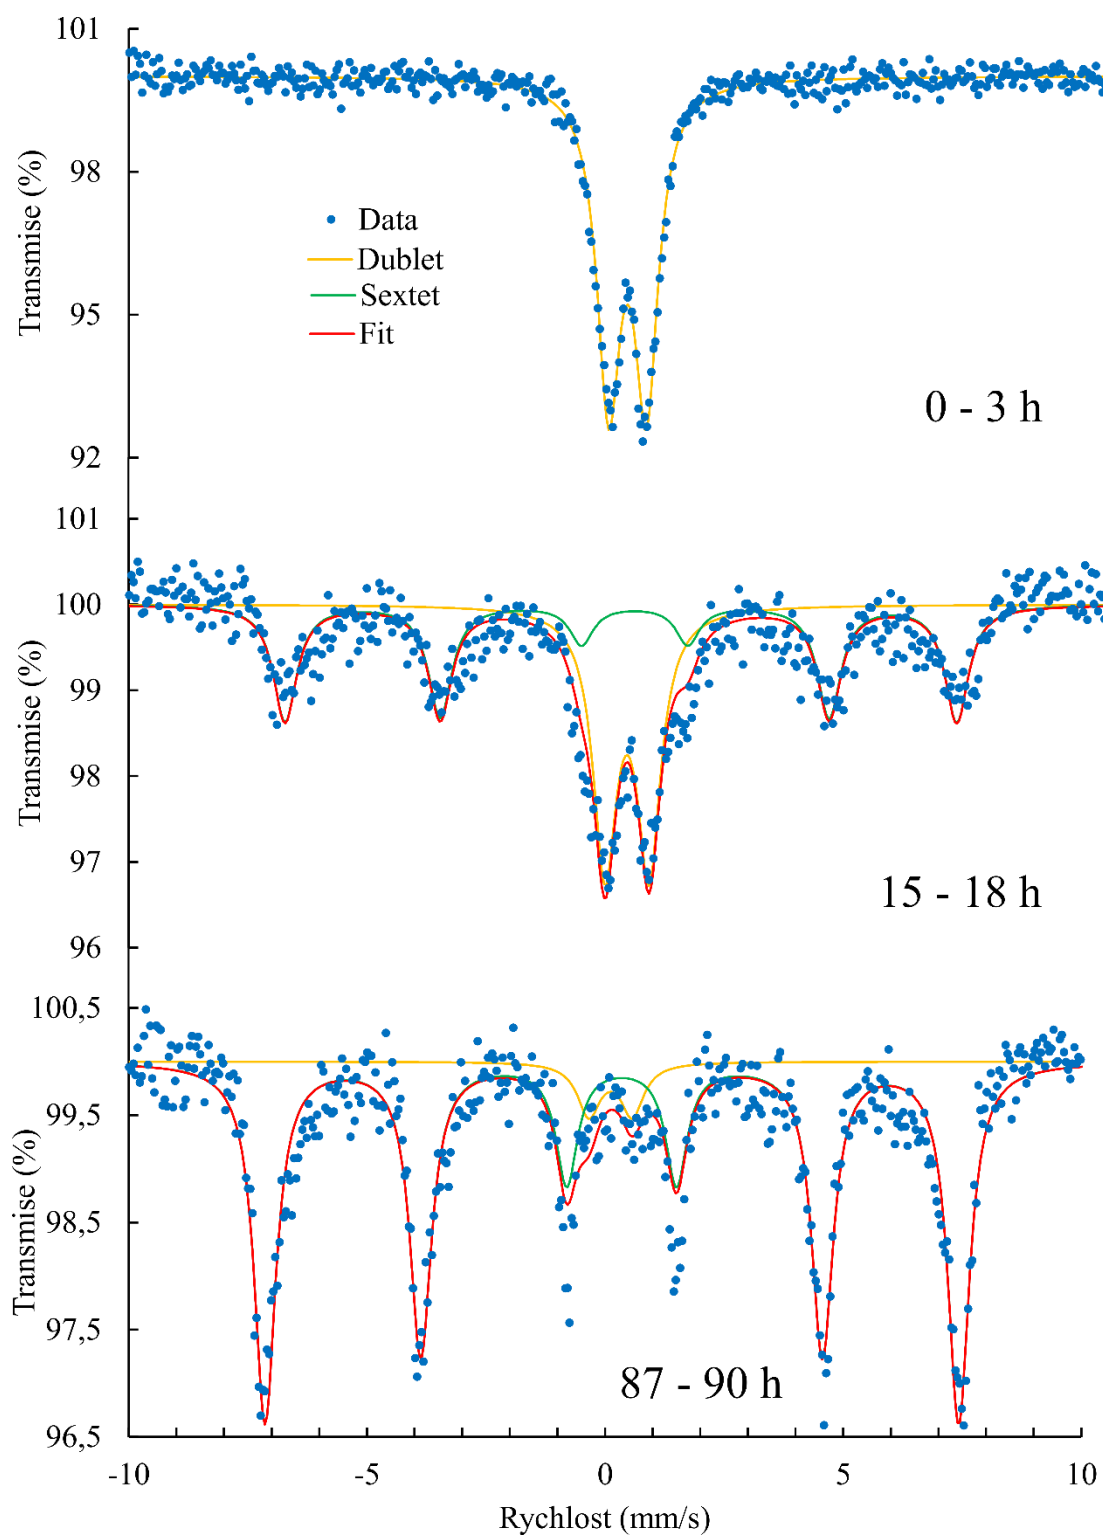 101
98
95
92
Transmise (%)
Data
Dublet
Sextet
Fit
0 - 3 h
101
100
99
98
97
96
Transmise (%)
15 - 18 h
100,5
99,5
98,5
97,5
96,5
Transmise (%)
87 - 90 h
-10 -5 0 5 10
Rychlost (mm/s)